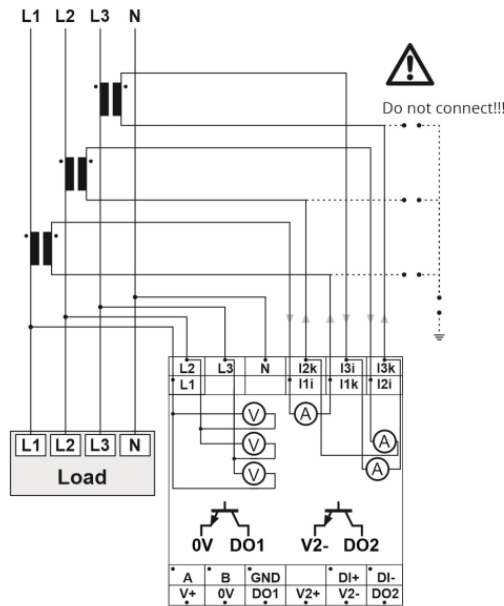 L1 L2 L3 N
Do not connect!!!
L2 L3 N I2k I3i I3k
L1 I1i I1k I2i
V A
V A
V A
L1 L2 L3 N
Load
0V DO1 V2- DO2
A B GND DI+ DI-
V+ 0V DO1 V2+ V2- DO2